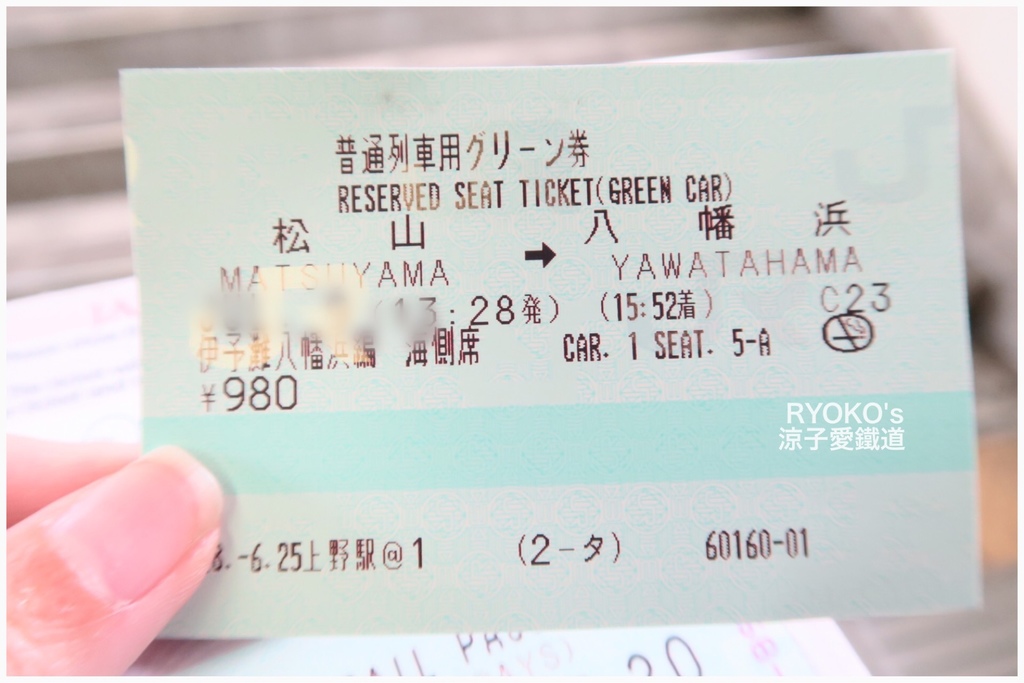 普通列車用グリーン券
RESERVED SEAT TICKET(GREEN CAR)
松 山 ➡ 八 幡 浜
MATSUYAMA YAWATAHAMA
13:28発) (15:52着) C23
伊予灘八幡浜編 海側席 CAR. 1 SEAT. 5-A
¥980
RYOKO's
涼子愛鐵道
-6.25上野駅@1 (2-タ) 60160-01